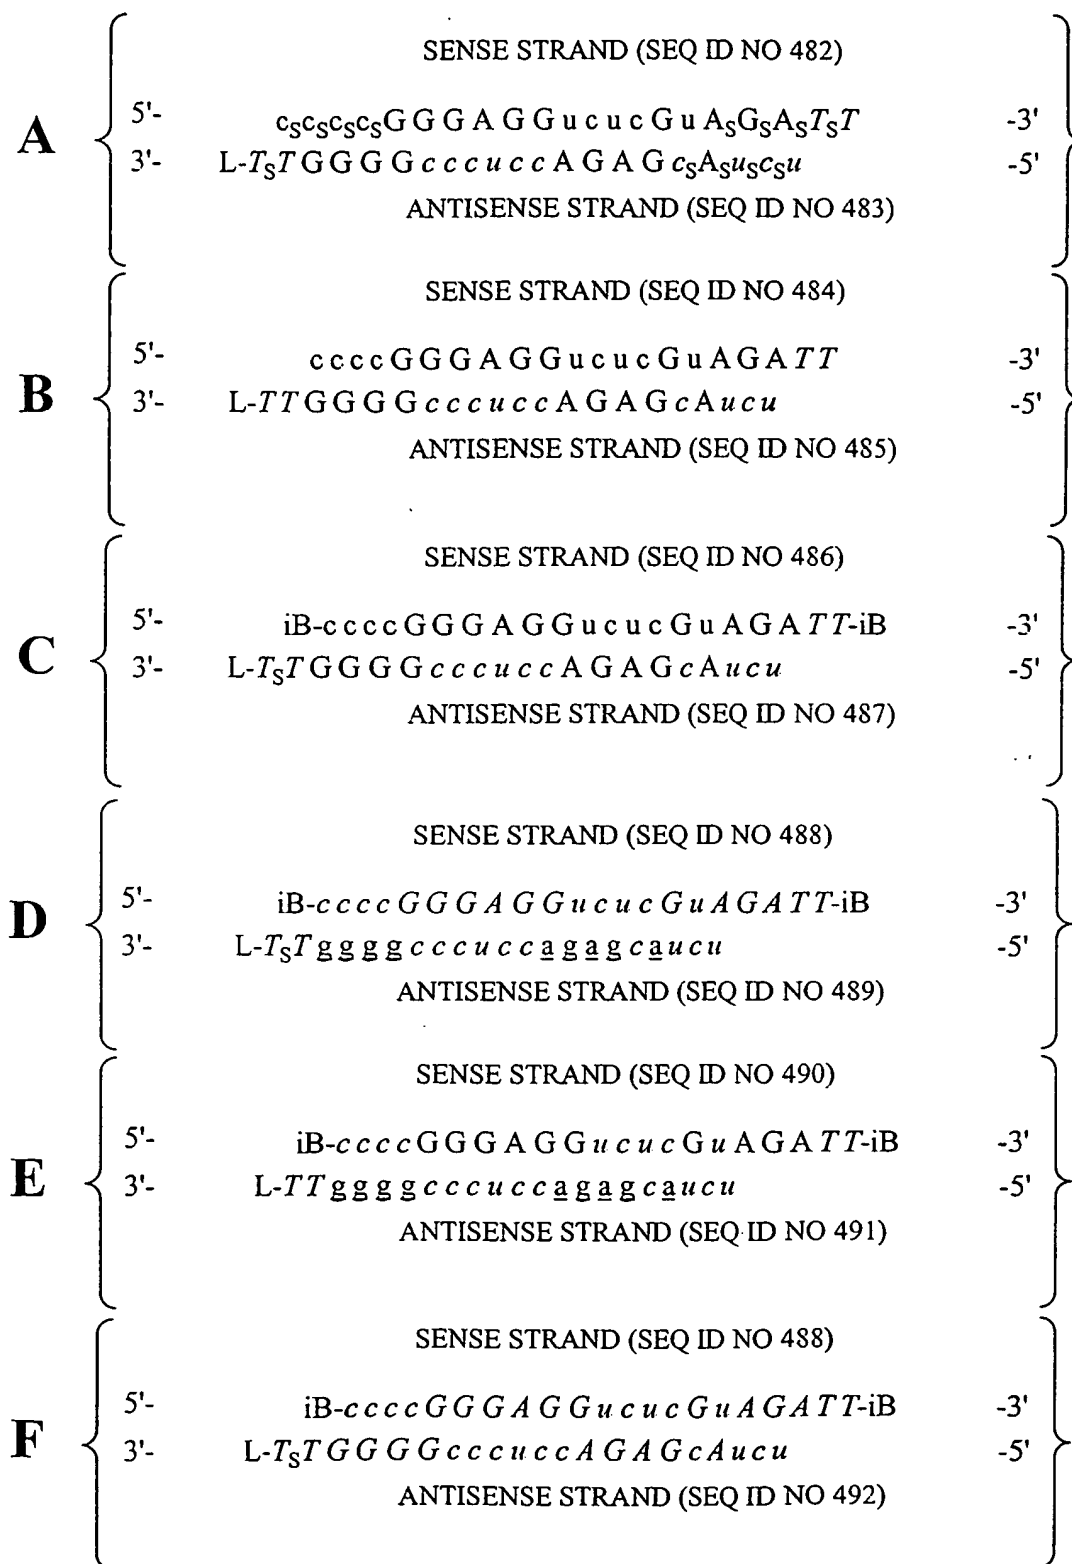 SENSE STRAND (SEQ ID NO 482)
A
5'- cScScScSGGGAGGucucGuASGSASTST -3'
3'- L-TSTGGGGcccuccAGAGcSASuScSu -5'
ANTISENSE STRAND (SEQ ID NO 483)
SENSE STRAND (SEQ ID NO 484)
B
5'- ccccGGGAGGucucGuAGATT -3'
3'- L-TTGGGGcccuccAGAGcAucu -5'
ANTISENSE STRAND (SEQ ID NO 485)
SENSE STRAND (SEQ ID NO 486)
C
5'- iB-ccccGGGAGGucucGuAGATT-iB -3'
3'- L-TSTGGGGcccuccAGAGcAucu -5'
ANTISENSE STRAND (SEQ ID NO 487)
SENSE STRAND (SEQ ID NO 488)
D
5'- iB-ccccGGGAGGucucGuAGATT-iB -3'
3'- L-TSTggggcccuccagagcaucu -5'
ANTISENSE STRAND (SEQ ID NO 489)
SENSE STRAND (SEQ ID NO 490)
E
5'- iB-ccccGGGAGGucucGuAGATT-iB -3'
3'- L-TTggggcccuccagagcaucu -5'
ANTISENSE STRAND (SEQ ID NO 491)
SENSE STRAND (SEQ ID NO 488)
F
5'- iB-ccccGGGAGGucucGuAGATT-iB -3'
3'- L-TSTGGGGcccuccAGAGcAucu -5'
ANTISENSE STRAND (SEQ ID NO 492)